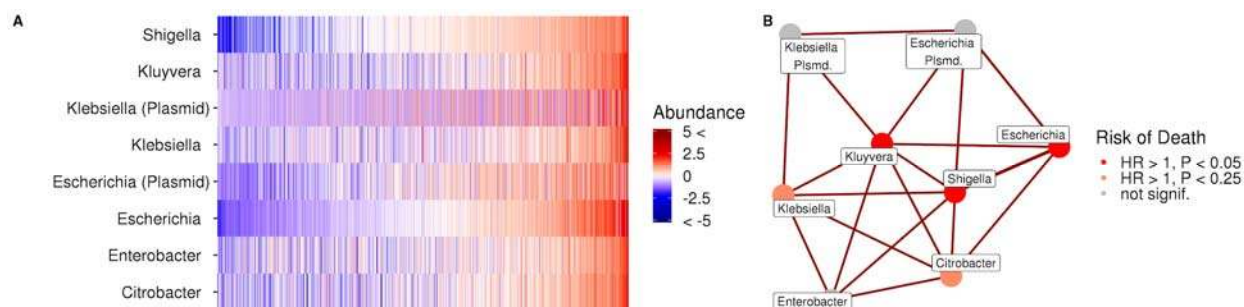 A
Shigella
Kluyvera
Klebsiella (Plasmid)
Klebsiella
Escherichia (Plasmid)
Escherichia
Enterobacter
Citrobacter
Abundance
5 <
2.5
0
-2.5
< -5
B
Klebsiella
Plsmd.
Escherichia
Plsmd.
Escherichia
Kluyvera
Shigella
Klebsiella
Citrobacter
Enterobacter
Risk of Death
HR > 1, P < 0.05
HR > 1, P < 0.25
not signif.